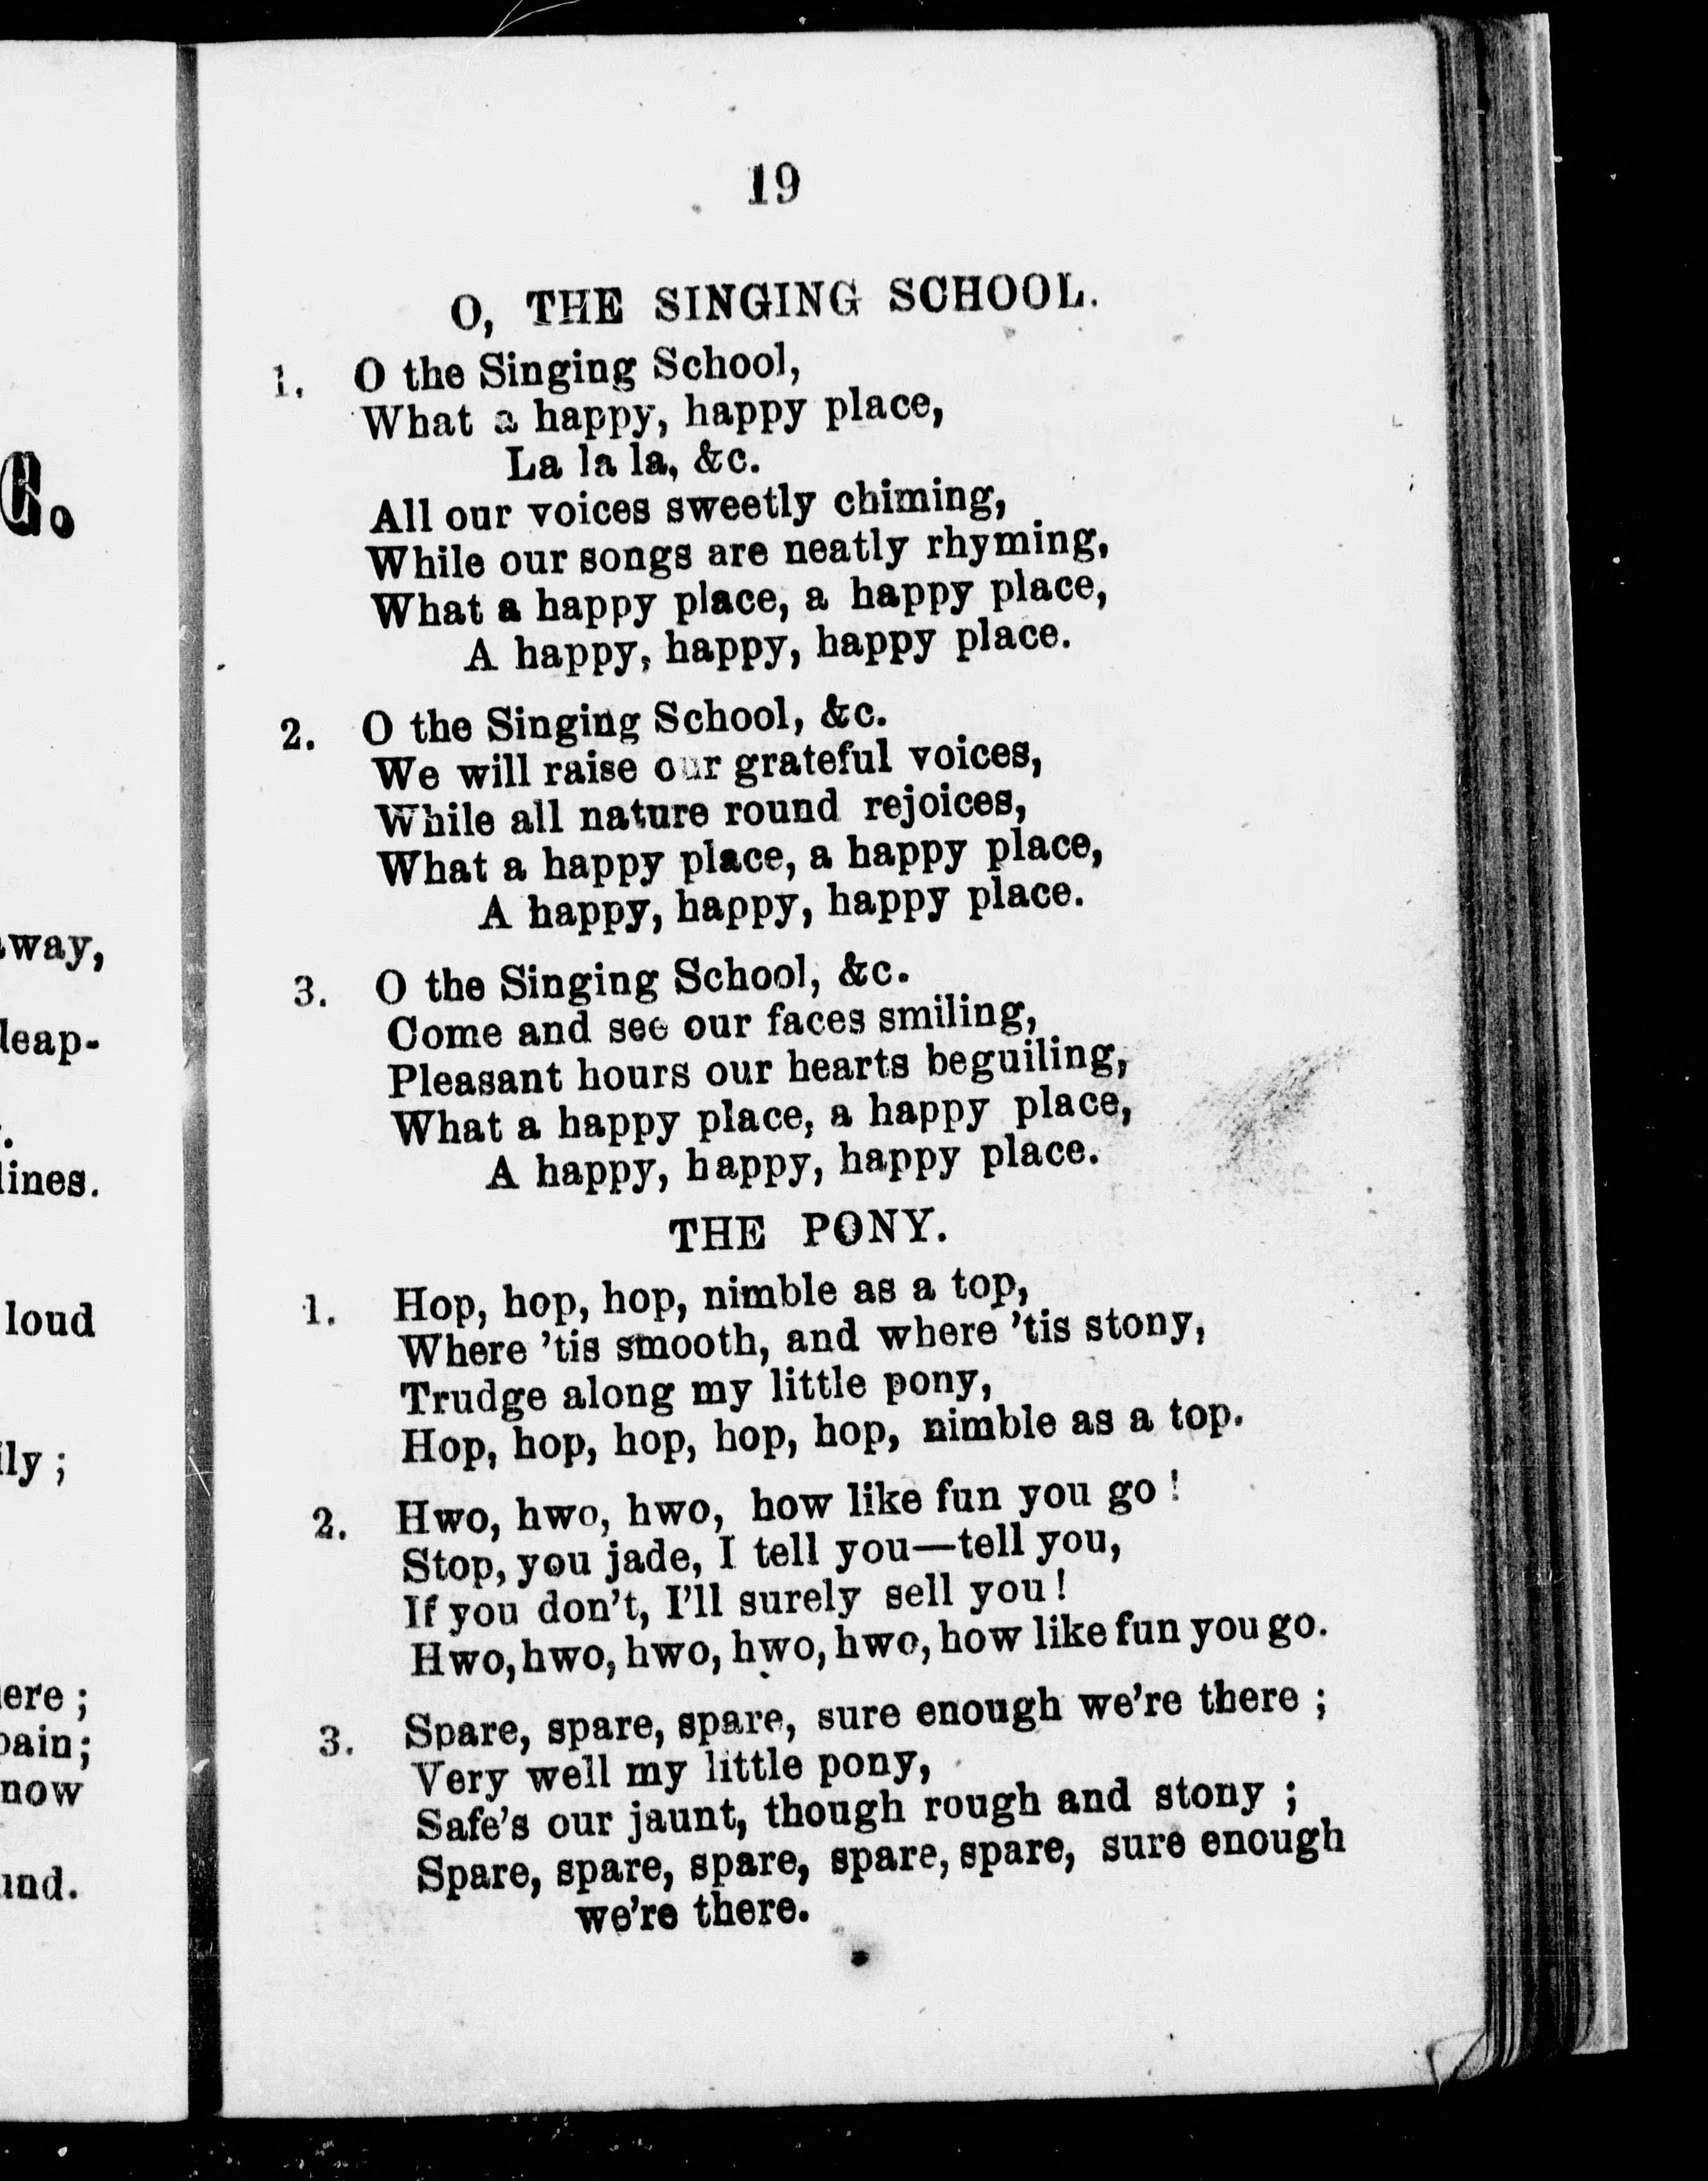 C.
way,
leap-
lines.
loud
ly ;
ere ;
pain;
now
und.
19
O, THE SINGING SCHOOL.
1. O the Singing School,
What a happy, happy place,
La la la, &c.
All our voices sweetly chiming,
While our songs are neatly rhyming,
What a happy place, a happy place,
A happy, happy, happy place.
2. O the Singing School, &c.
We will raise our grateful voices,
While all nature round rejoices,
What a happy place, a happy place,
A happy, happy, happy place.
3. O the Singing School, &c.
Come and see our faces smiling,
Pleasant hours our hearts beguiling,
What a happy place, a happy place,
A happy, happy, happy place.
THE PONY.
1. Hop, hop, hop, nimble as a top,
Where 'tis smooth, and where 'tis stony,
Trudge along my little pony,
Hop, hop, hop, hop, hop, nimble as a top.
2. Hwo, hwo, hwo, how like fun you go !
Stop, you jade, I tell you—tell you,
If you don't, I'll surely sell you !
Hwo, hwo, hwo, hwo, hwo, how like fun you go.
3. Spare, spare, spare, sure enough we're there ;
Very well my little pony,
Safe's our jaunt, though rough and stony ;
Spare, spare, spare, spare, spare, sure enough
we're there.